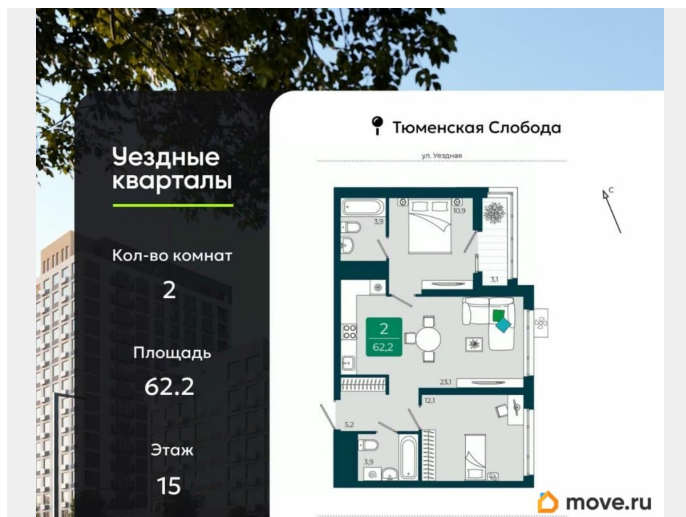 Уездные
кварталы
Кол-во комнат
2
Площадь
62.2
Этаж
15
Тюменская Слобода
ул. Уездная
С
3,9
10,9
3,1
2
62,2
23,1
12,1
5,2
3,9
move.ru